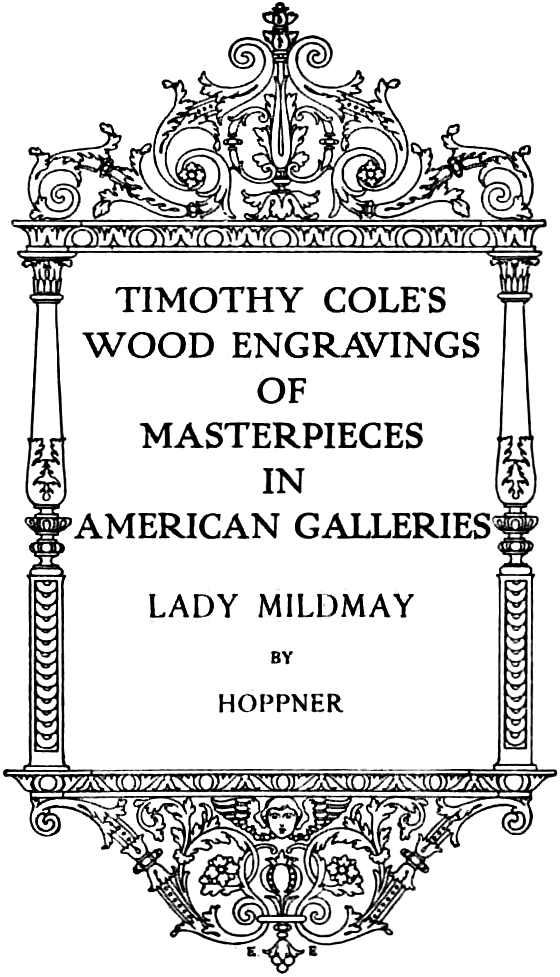 TIMOTHY COLE'S
WOOD ENGRAVINGS
OF
MASTERPIECES
IN
AMERICAN GALLERIES
LADY MILDMAY
BY
HOPPNER
E. E